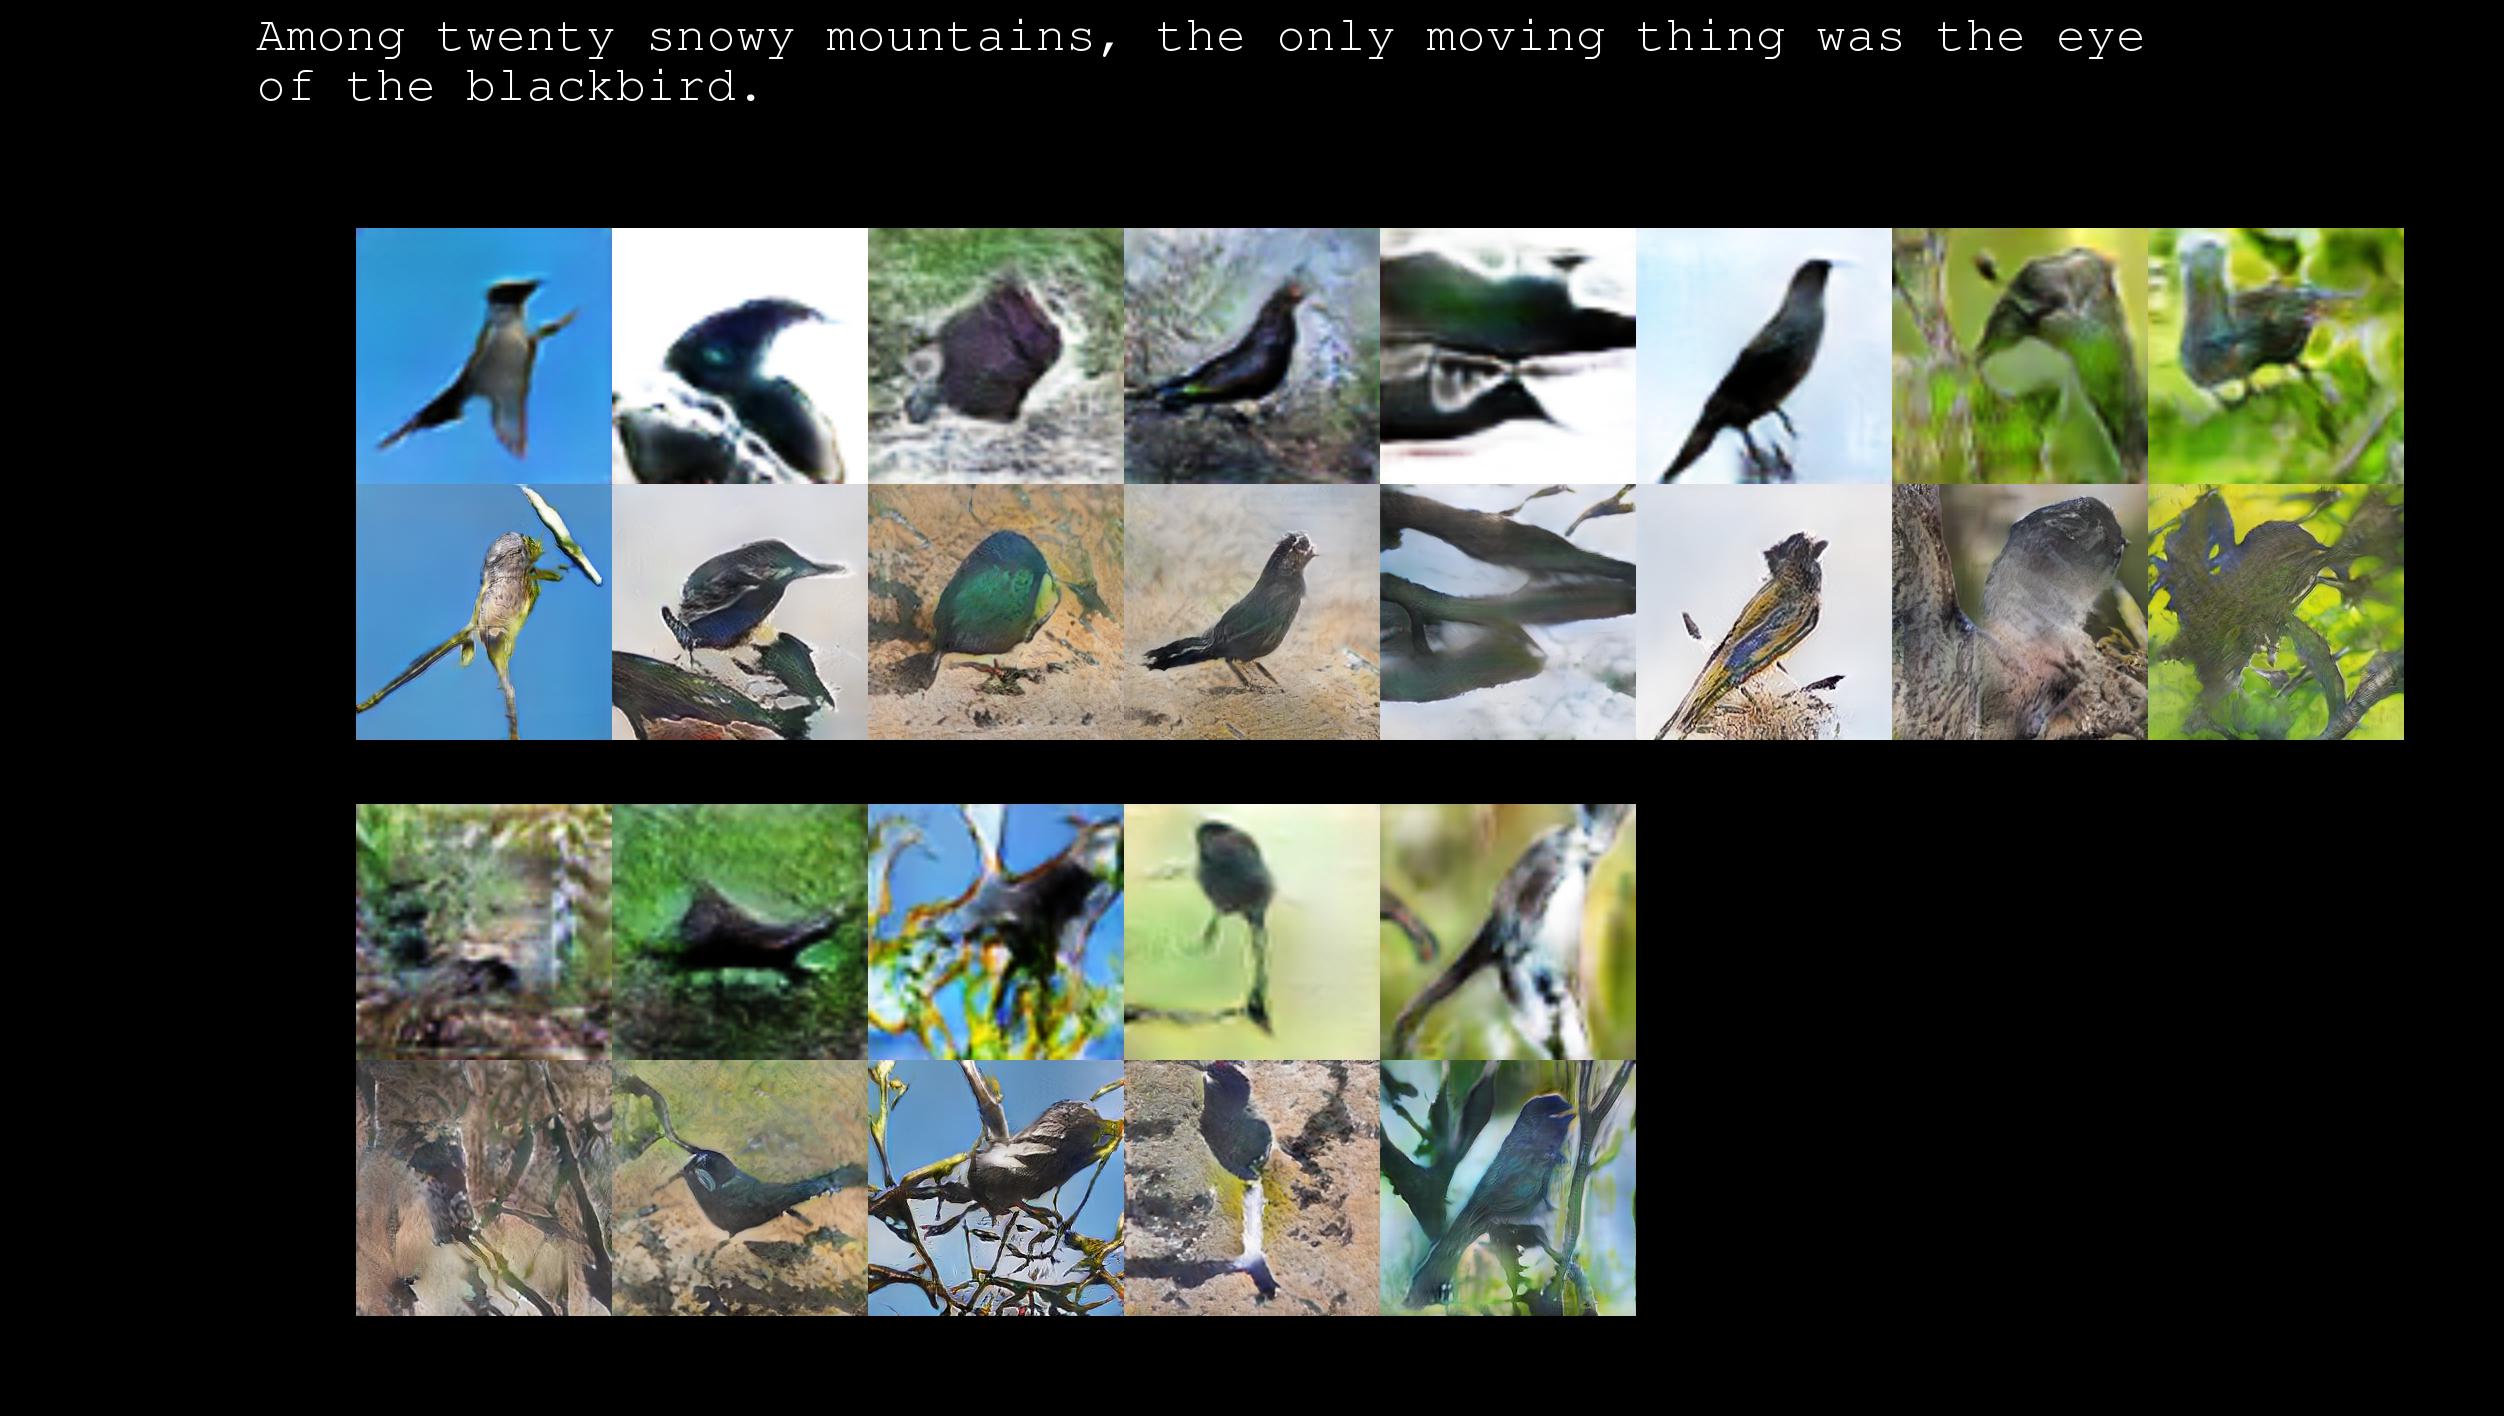 Among twenty snowy mountains, the only moving thing was the eye
of the blackbird.